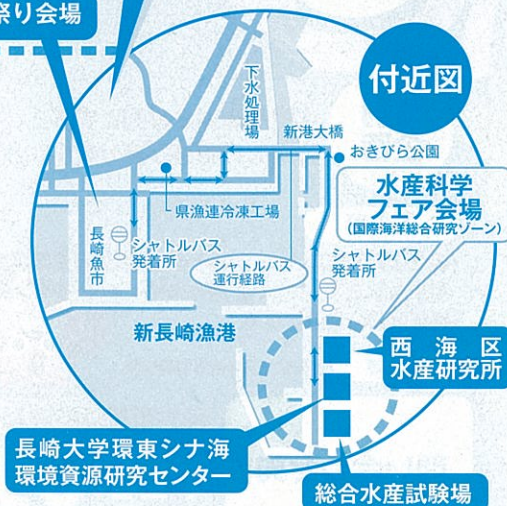 祭り会場
付近図
下水処理場
新港大橋
おきびら公園
水産科学
フェア会場
(国際海洋総合研究ゾーン)
県漁連冷凍工場
長崎魚市
シャトルバス
発着所
シャトルバス
運行経路
シャトルバス
発着所
新長崎漁港
西海区
水産研究所
長崎大学環東シナ海
環境資源研究センター
総合水産試験場